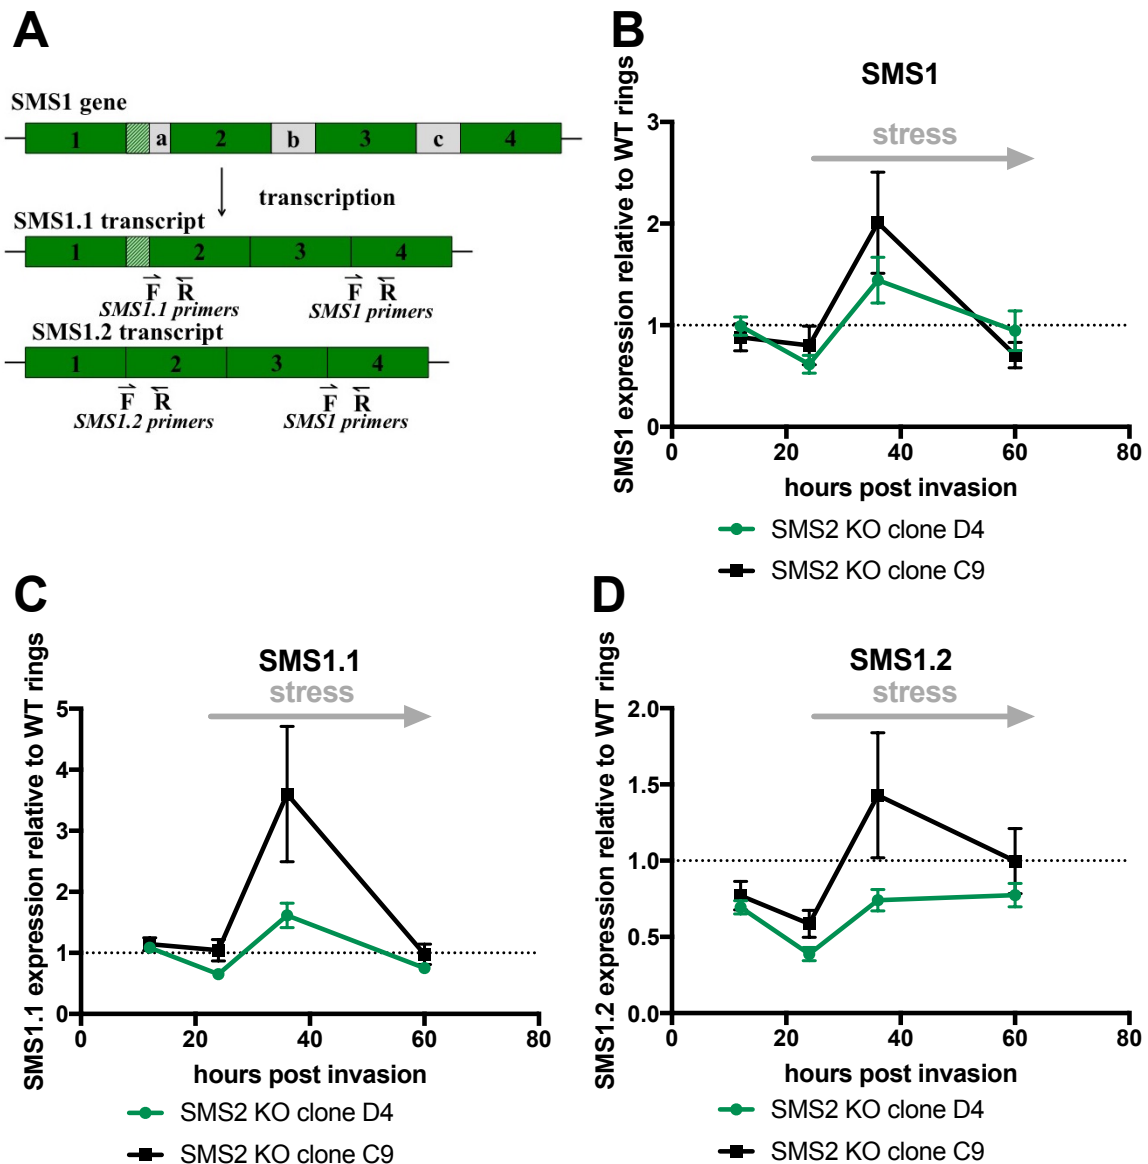 A
SMS1 gene
1 a 2 b 3 c 4
transcription
SMS1.1 transcript
1 2 3 4
F R F R
SMS1.1 primers SMS1 primers
SMS1.2 transcript
1 2 3 4
F R F R
SMS1.2 primers SMS1 primers
B
SMS1
stress
SMS1 expression relative to WT rings
3
2
1
0
0 20 40 60 80
hours post invasion
SMS2 KO clone D4
SMS2 KO clone C9
C
SMS1.1
stress
SMS1.1 expression relative to WT rings
5
4
3
2
1
0
0 20 40 60 80
hours post invasion
SMS2 KO clone D4
SMS2 KO clone C9
D
SMS1.2
stress
SMS1.2 expression relative to WT rings
2.0
1.5
1.0
0.5
0.0
0 20 40 60 80
hours post invasion
SMS2 KO clone D4
SMS2 KO clone C9